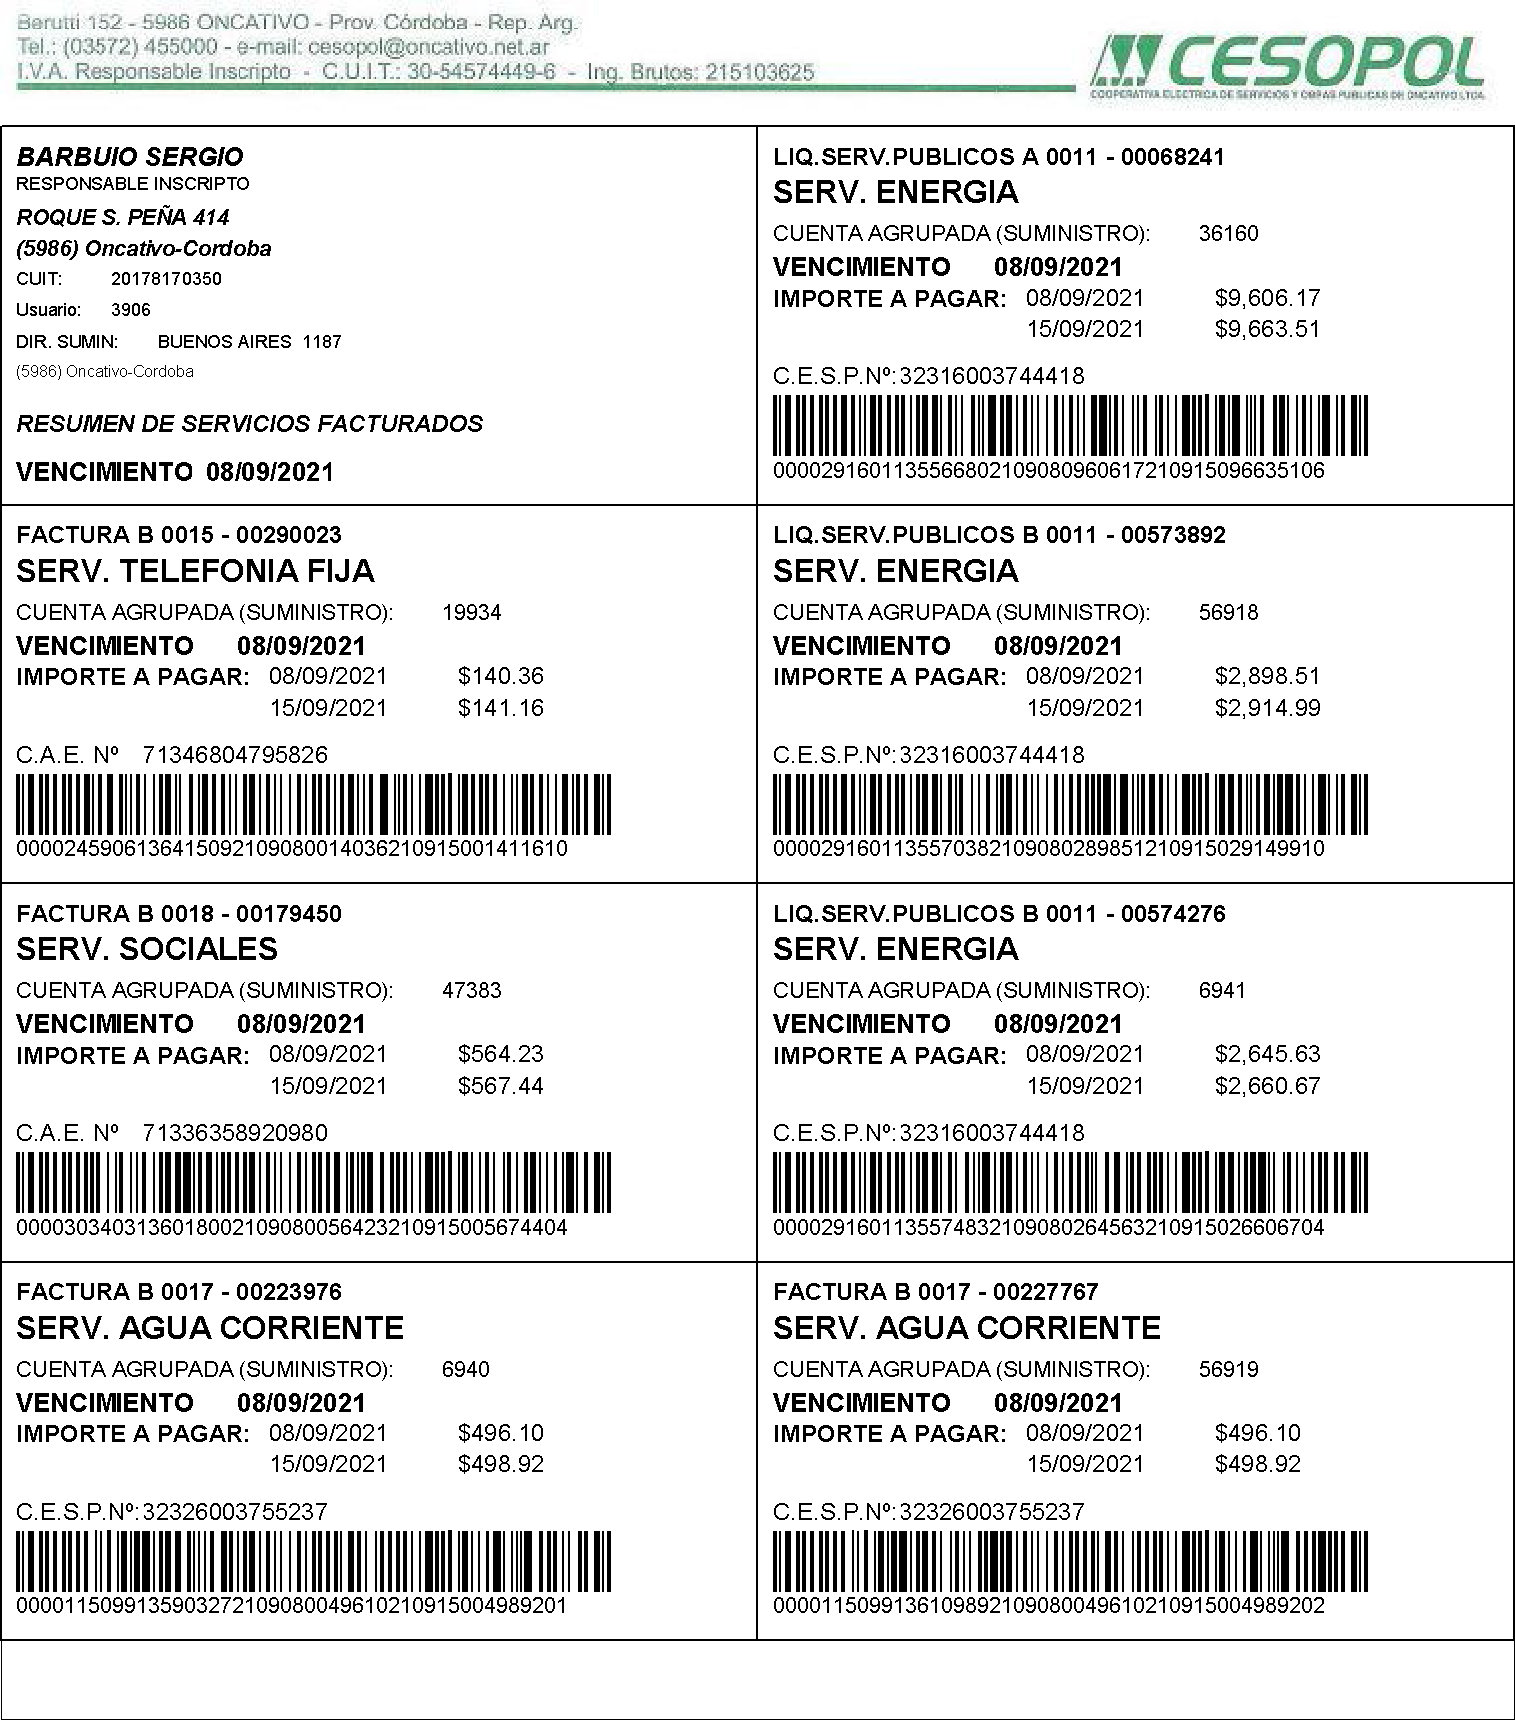 Berutti 152 - 5986 ONCATIVO - Prov. Córdoba - Rep. Arg.
Tel.: (03572) 455000 - e-mail: cesopol@oncativo.net.ar
I.V.A. Responsable Inscripto - C.U.I.T.: 30-54574449-6 - Ing. Brutos: 215103625
CESOPOL
COOPERATIVA ELECTRICA DE SERVICIOS Y OBRAS PUBLICAS DE ONCATIVO LTDA.
BARBUIO SERGIO
RESPONSABLE INSCRIPTO
ROQUE S. PEÑA 414
(5986) Oncativo-Cordoba
CUIT: 20178170350
Usuario: 3906
DIR. SUMIN: BUENOS AIRES 1187
(5986) Oncativo-Cordoba
RESUMEN DE SERVICIOS FACTURADOS
VENCIMIENTO 08/09/2021
LIQ.SERV.PUBLICOS A 0011 - 00068241
SERV. ENERGIA
CUENTA AGRUPADA (SUMINISTRO): 36160
VENCIMIENTO 08/09/2021
IMPORTE A PAGAR: 08/09/2021 $9,606.17
15/09/2021 $9,663.51
C.E.S.P.Nº: 32316003744418
0000291601135566802109080960617210915096635106
FACTURA B 0015 - 00290023
SERV. TELEFONIA FIJA
CUENTA AGRUPADA (SUMINISTRO): 19934
VENCIMIENTO 08/09/2021
IMPORTE A PAGAR: 08/09/2021 $140.36
15/09/2021 $141.16
C.A.E. Nº 71346804795826
0000245906136415092109080014036210915001411610
LIQ.SERV.PUBLICOS B 0011 - 00573892
SERV. ENERGIA
CUENTA AGRUPADA (SUMINISTRO): 56918
VENCIMIENTO 08/09/2021
IMPORTE A PAGAR: 08/09/2021 $2,898.51
15/09/2021 $2,914.99
C.E.S.P.Nº: 32316003744418
0000291601135570382109080289851210915029149910
FACTURA B 0018 - 00179450
SERV. SOCIALES
CUENTA AGRUPADA (SUMINISTRO): 47383
VENCIMIENTO 08/09/2021
IMPORTE A PAGAR: 08/09/2021 $564.23
15/09/2021 $567.44
C.A.E. Nº 71336358920980
0000303403136018002109080056423210915005674404
LIQ.SERV.PUBLICOS B 0011 - 00574276
SERV. ENERGIA
CUENTA AGRUPADA (SUMINISTRO): 6941
VENCIMIENTO 08/09/2021
IMPORTE A PAGAR: 08/09/2021 $2,645.63
15/09/2021 $2,660.67
C.E.S.P.Nº: 32316003744418
0000291601135574832109080264563210915026606704
FACTURA B 0017 - 00223976
SERV. AGUA CORRIENTE
CUENTA AGRUPADA (SUMINISTRO): 6940
VENCIMIENTO 08/09/2021
IMPORTE A PAGAR: 08/09/2021 $496.10
15/09/2021 $498.92
C.E.S.P.Nº: 32326003755237
0000115099135903272109080049610210915004989201
FACTURA B 0017 - 00227767
SERV. AGUA CORRIENTE
CUENTA AGRUPADA (SUMINISTRO): 56919
VENCIMIENTO 08/09/2021
IMPORTE A PAGAR: 08/09/2021 $496.10
15/09/2021 $498.92
C.E.S.P.Nº: 32326003755237
0000115099136109892109080049610210915004989202